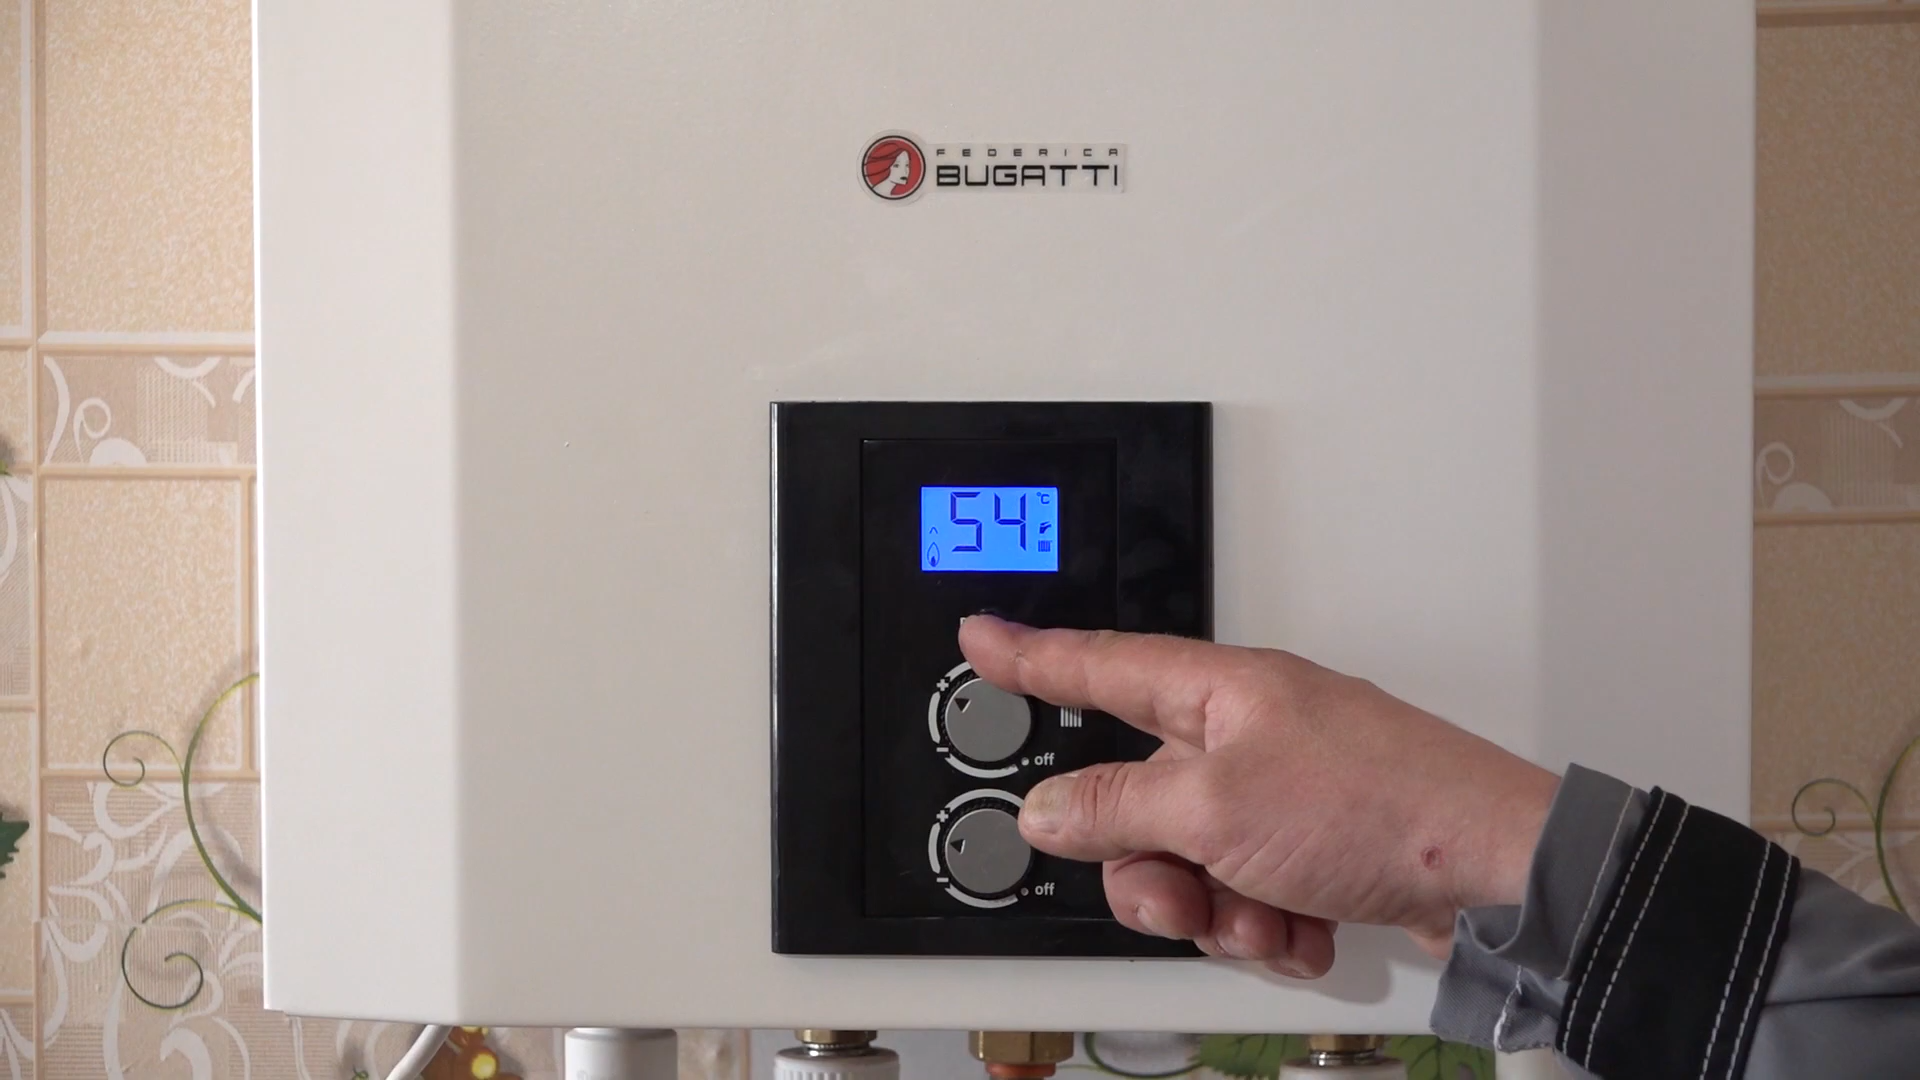 FEDERICA
BUGATTI
54 °C
+
-
off
+
-
off